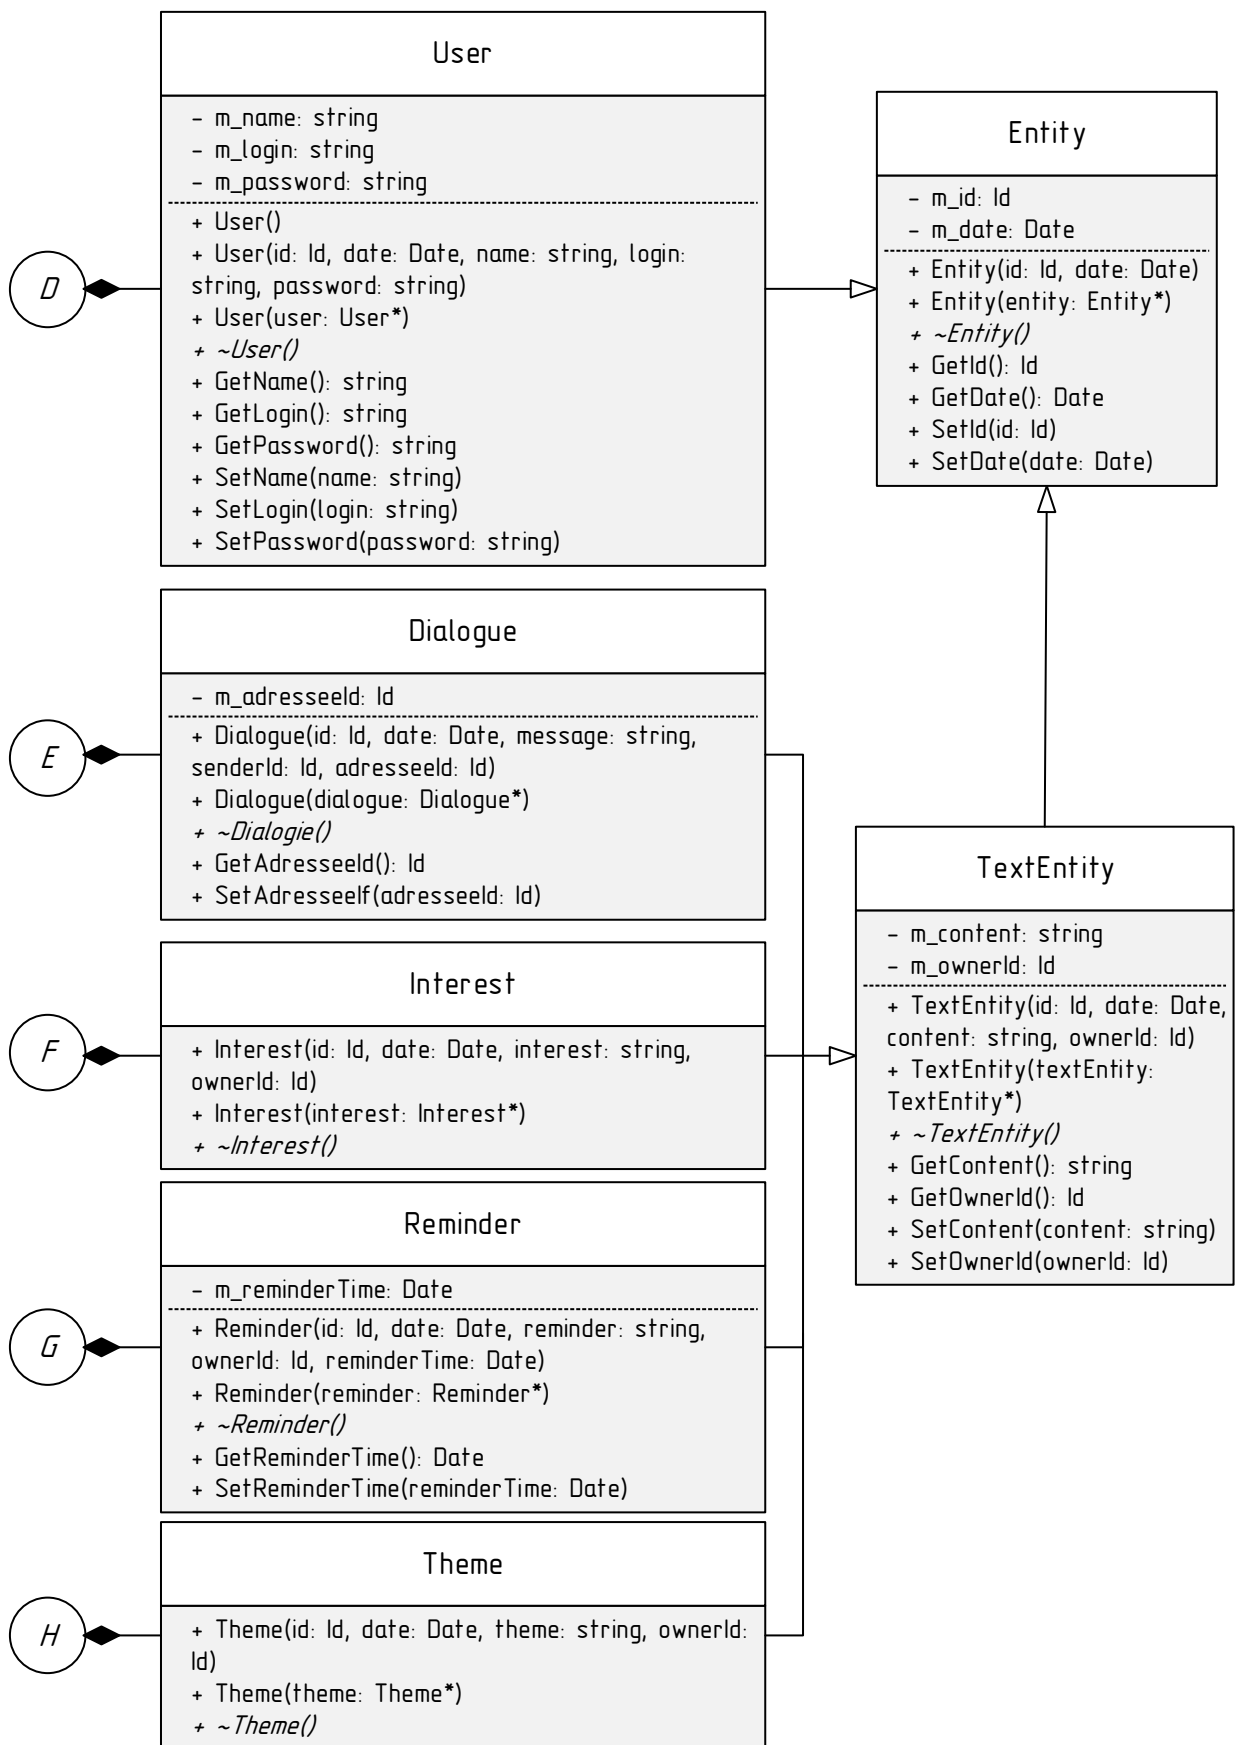 User
- m_name: string
- m_login: string
- m_password: string
+ User()
+ User(id: Id, date: Date, name: string, login:
string, password: string)
+ User(user: User*)
+ ~User()
+ GetName(): string
+ GetLogin(): string
+ GetPassword(): string
+ SetName(name: string)
+ SetLogin(login: string)
+ SetPassword(password: string)
D
Entity
- m_id: Id
- m_date: Date
+ Entity(id: Id, date: Date)
+ Entity(entity: Entity*)
+ ~Entity()
+ GetId(): Id
+ GetDate(): Date
+ SetId(id: Id)
+ SetDate(date: Date)
Dialogue
- m_adresseeId: Id
+ Dialogue(id: Id, date: Date, message: string,
senderId: Id, adresseeId: Id)
+ Dialogue(dialogue: Dialogue*)
+ ~Dialogie()
+ GetAdresseeId(): Id
+ SetAdresseeIf(adresseeId: Id)
E
Interest
+ Interest(id: Id, date: Date, interest: string,
ownerId: Id)
+ Interest(interest: Interest*)
+ ~Interest()
F
TextEntity
- m_content: string
- m_ownerId: Id
+ TextEntity(id: Id, date: Date,
content: string, ownerId: Id)
+ TextEntity(textEntity:
TextEntity*)
+ ~TextEntity()
+ GetContent(): string
+ GetOwnerId(): Id
+ SetContent(content: string)
+ SetOwnerId(ownerId: Id)
Reminder
- m_reminderTime: Date
+ Reminder(id: Id, date: Date, reminder: string,
ownerId: Id, reminderTime: Date)
+ Reminder(reminder: Reminder*)
+ ~Reminder()
+ GetReminderTime(): Date
+ SetReminderTime(reminderTime: Date)
G
Theme
+ Theme(id: Id, date: Date, theme: string, ownerId:
Id)
+ Theme(theme: Theme*)
+ ~Theme()
H